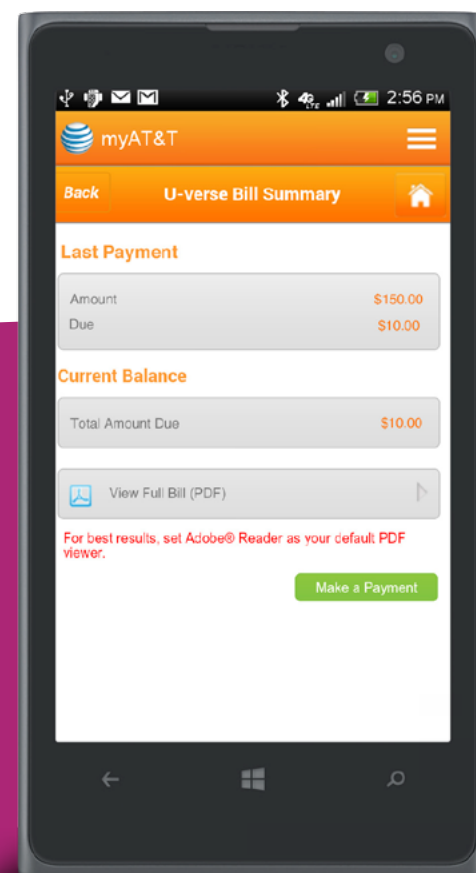 4G LTE 2:56 PM
myAT&T
Back U-verse Bill Summary
Last Payment
Amount $150.00
Due $10.00
Current Balance
Total Amount Due $10.00
View Full Bill (PDF)
For best results, set Adobe® Reader as your default PDF
viewer.
Make a Payment